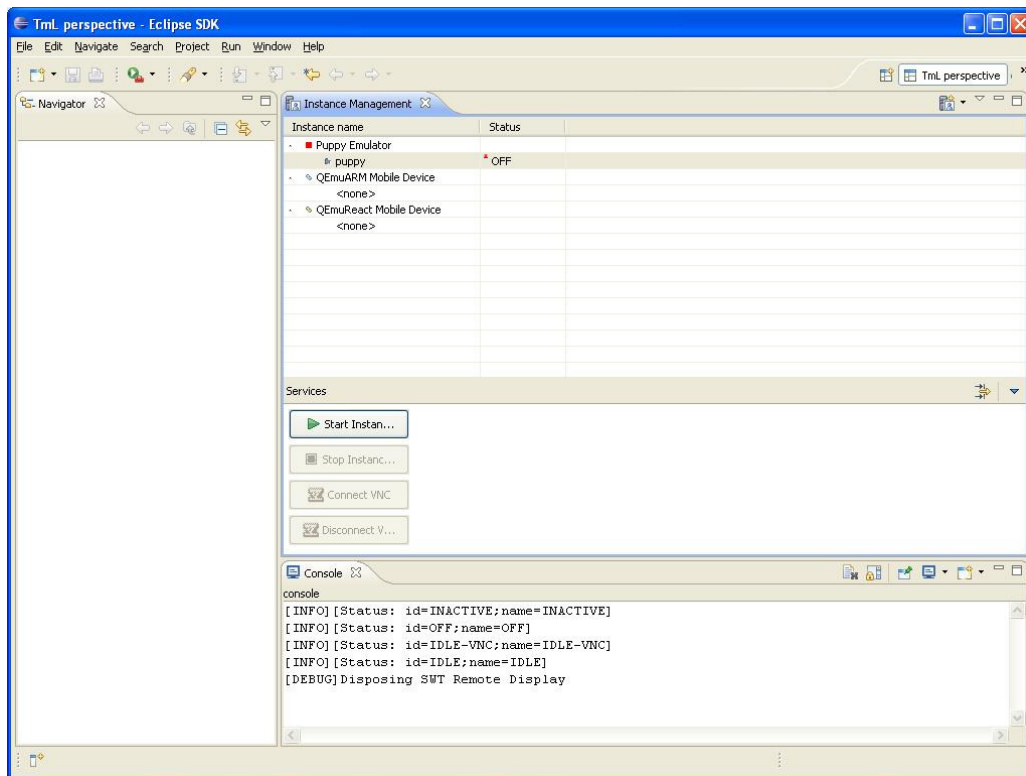 TmL perspective - Eclipse SDK
File Edit Navigate Search Project Run Window Help
TmL perspective
Navigator
Instance Management
Instance name Status
Puppy Emulator
puppy OFF
QEmuARM Mobile Device
<none>
QEmuReact Mobile Device
<none>
Services
Start Instan...
Stop Instanc...
Connect VNC
Disconnect V...
Console
console
[INFO][Status: id=INACTIVE;name=INACTIVE]
[INFO][Status: id=OFF;name=OFF]
[INFO][Status: id=IDLE-VNC;name=IDLE-VNC]
[INFO][Status: id=IDLE;name=IDLE]
[DEBUG]Disposing SWT Remote Display